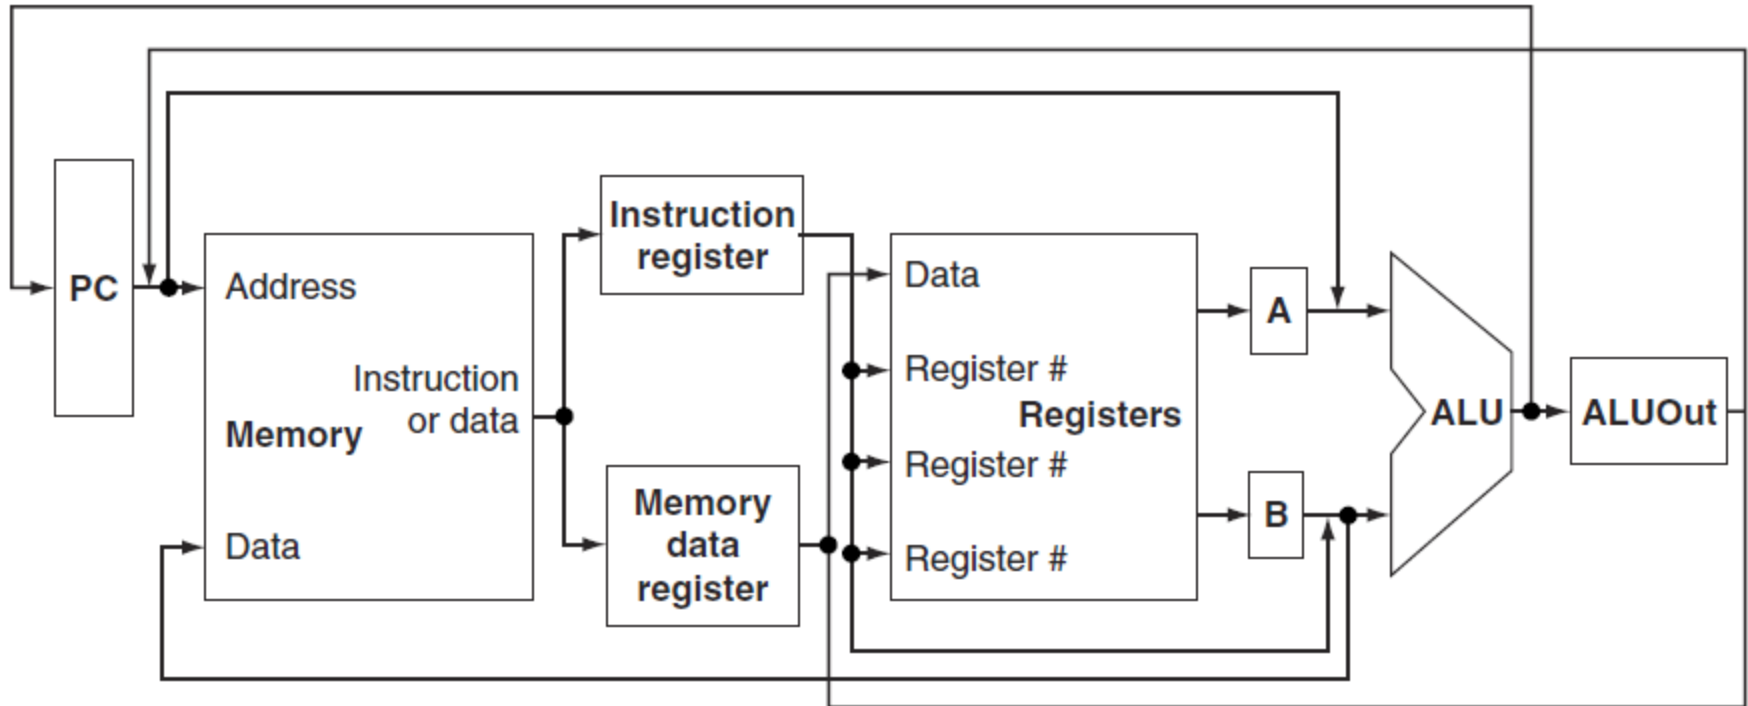 PC
Address
Instruction
or data
Memory
Data
Instruction
register
Memory
data
register
Data
Register #
Registers
Register #
Register #
A
B
ALU
ALUOut